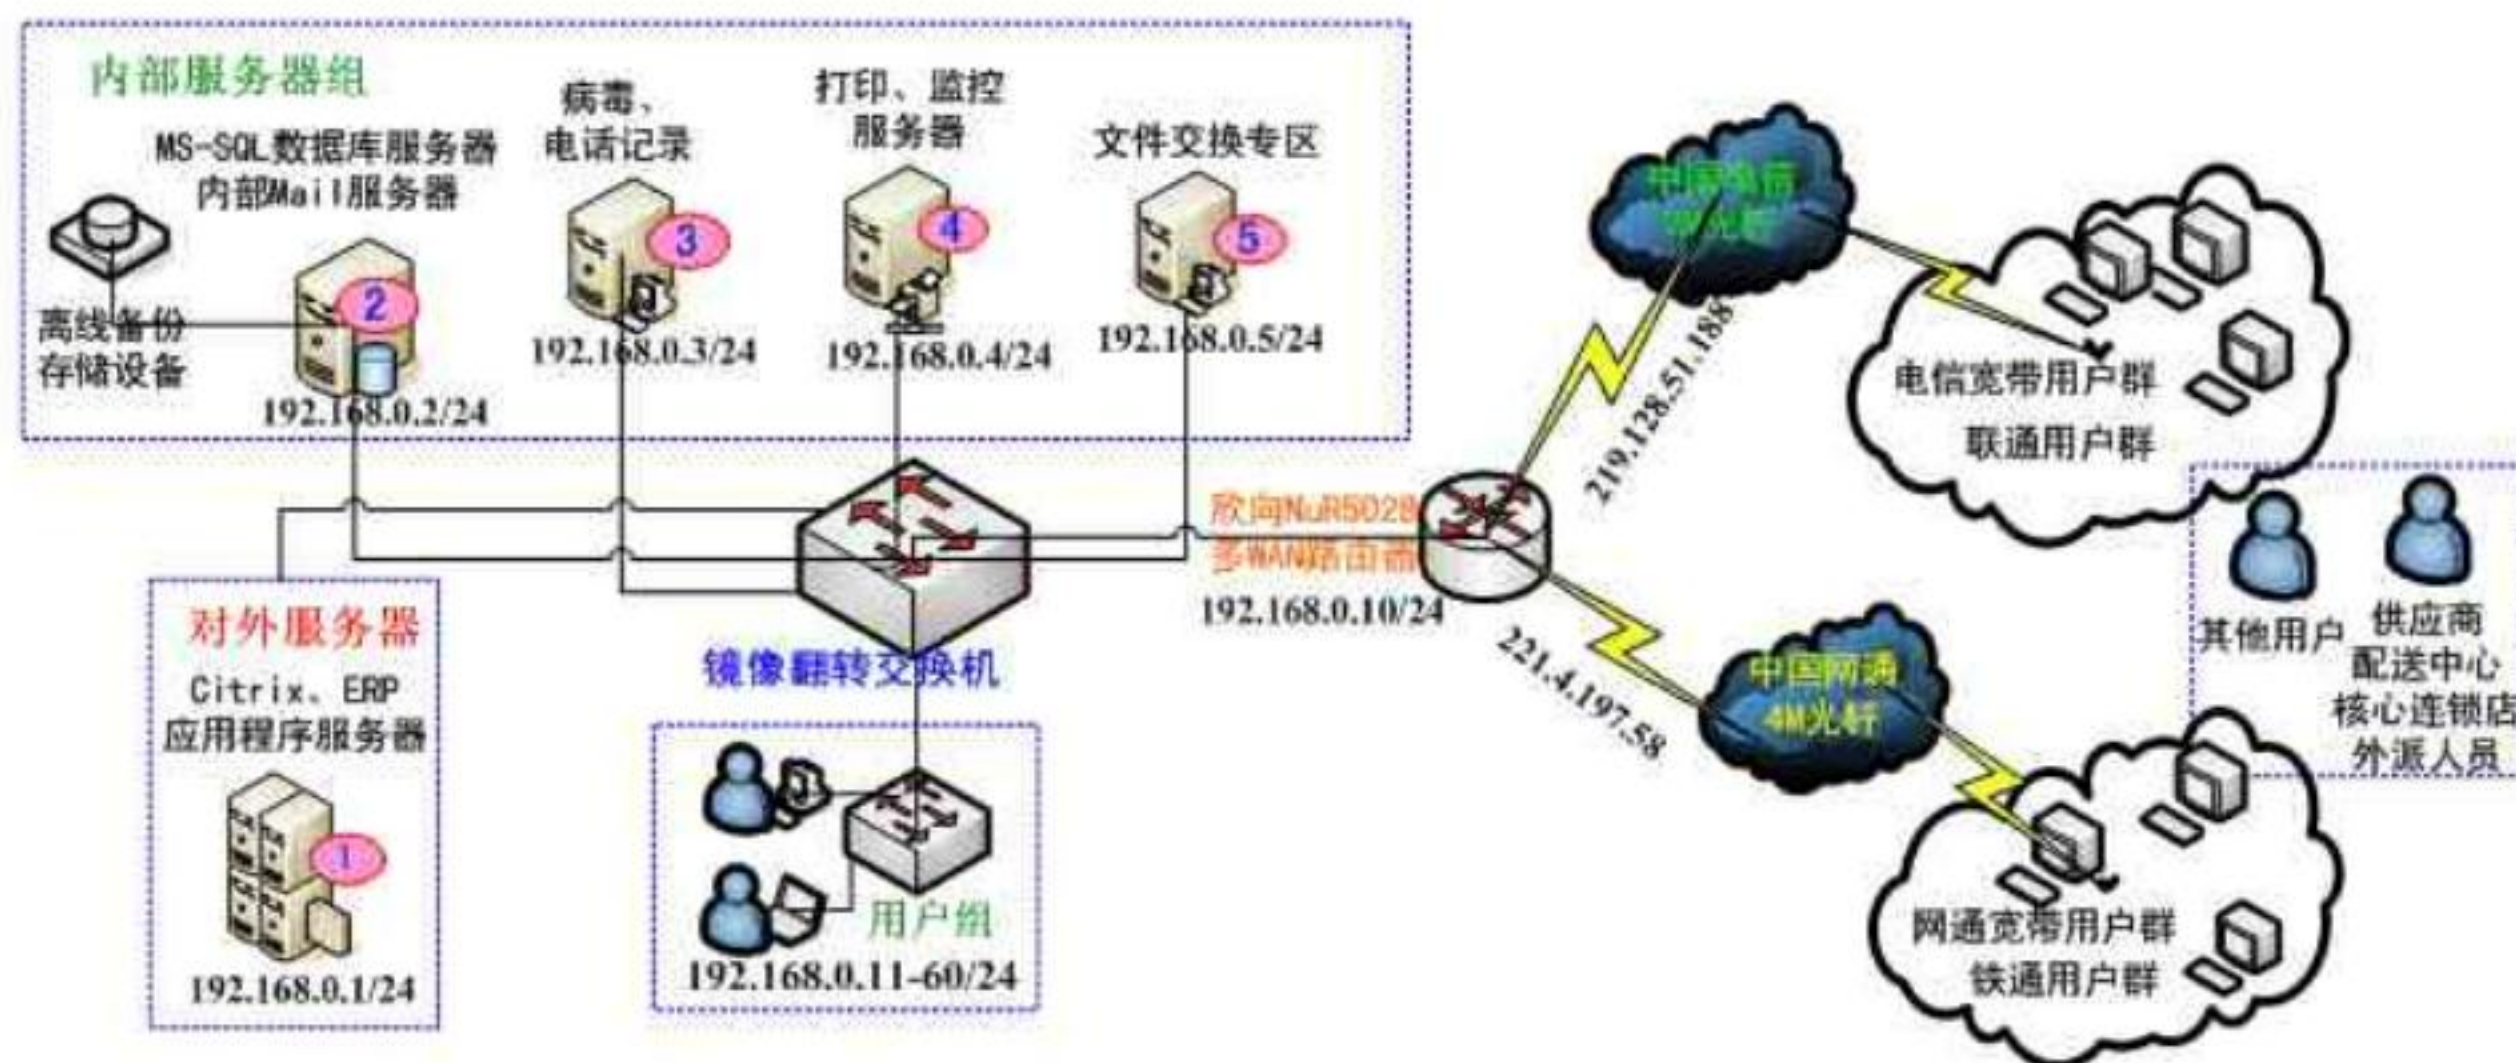 内部服务器组
MS-SQL数据库服务器
内部Mail服务器
病毒、
电话记录
打印、监控
服务器
文件交换专区
2
3
4
5
离线备份
存储设备
192.168.0.2/24
192.168.0.3/24
192.168.0.4/24
192.168.0.5/24
中国电信
219.128.51.188
电信宽带用户群
联通用户群
欣向NuR5028
多WAN路由器
192.168.0.10/24
221.4.197.58
中国网通
4M光纤
其他用户
供应商
配送中心
核心连锁店
外派人员
网通宽带用户群
铁通用户群
对外服务器
Citrix、ERP
应用程序服务器
1
192.168.0.1/24
镜像翻转交换机
用户组
192.168.0.11-60/24